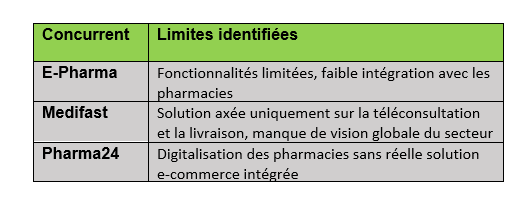 Concurrent Limites identifiées
E-Pharma Fonctionnalités limitées, faible intégration avec les
pharmacies
Medifast Solution axée uniquement sur la téléconsultation
et la livraison, manque de vision globale du secteur
Pharma24 Digitalisation des pharmacies sans réelle solution
e-commerce intégrée